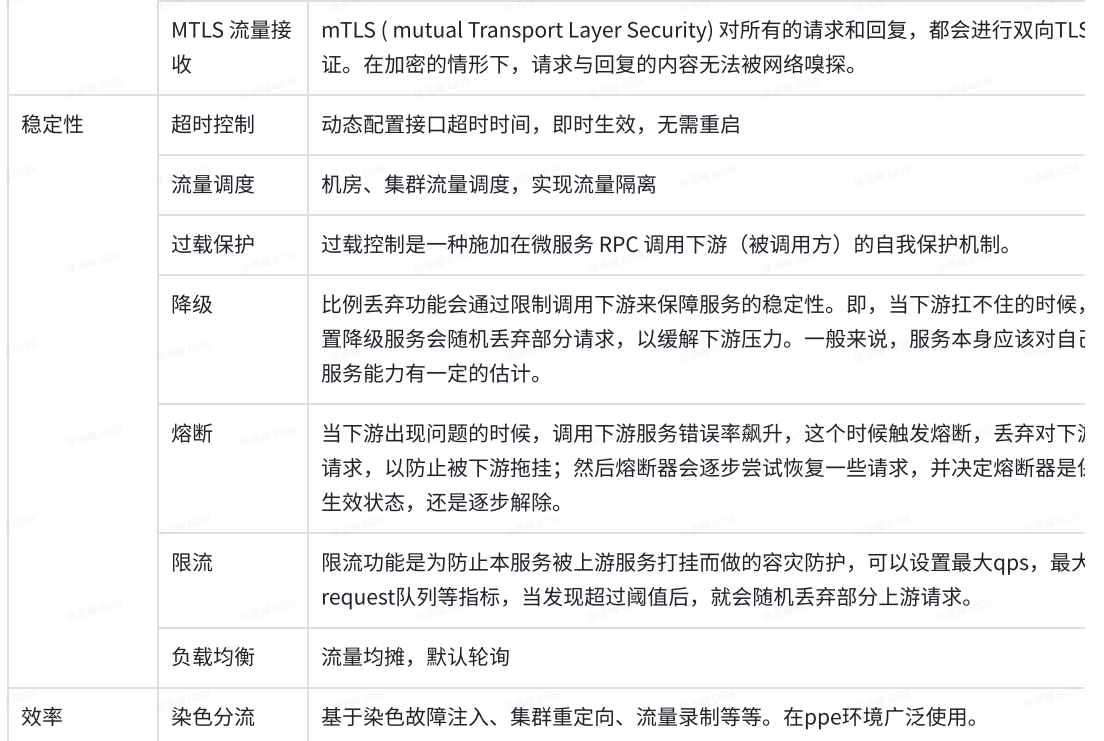 MTLS 流量接
收
mTLS ( mutual Transport Layer Security) 对所有的请求和回复，都会进行双向TLS
证。在加密的情形下，请求与回复的内容无法被网络嗅探。
稳定性
超时控制
动态配置接口超时时间，即时生效，无需重启
流量调度
机房、集群流量调度，实现流量隔离
过载保护
过载控制是一种施加在微服务 RPC 调用下游（被调用方）的自我保护机制。
降级
比例丢弃功能会通过限制调用下游来保障服务的稳定性。即，当下游扛不住的时候，
置降级服务会随机丢弃部分请求，以缓解下游压力。一般来说，服务本身应该对自己
服务能力有一定的估计。
熔断
当下游出现问题的时候，调用下游服务错误率飙升，这个时候触发熔断，丢弃对下游
请求，以防止被下游拖挂；然后熔断器会逐步尝试恢复一些请求，并决定熔断器是
生效状态，还是逐步解除。
限流
限流功能是为防止本服务被上游服务打挂而做的容灾防护，可以设置最大qps，最大
request队列等指标，当发现超过阈值后，就会随机丢弃部分上游请求。
负载均衡
流量均摊，默认轮询
效率
染色分流
基于染色故障注入、集群重定向、流量录制等等。在ppe环境广泛使用。